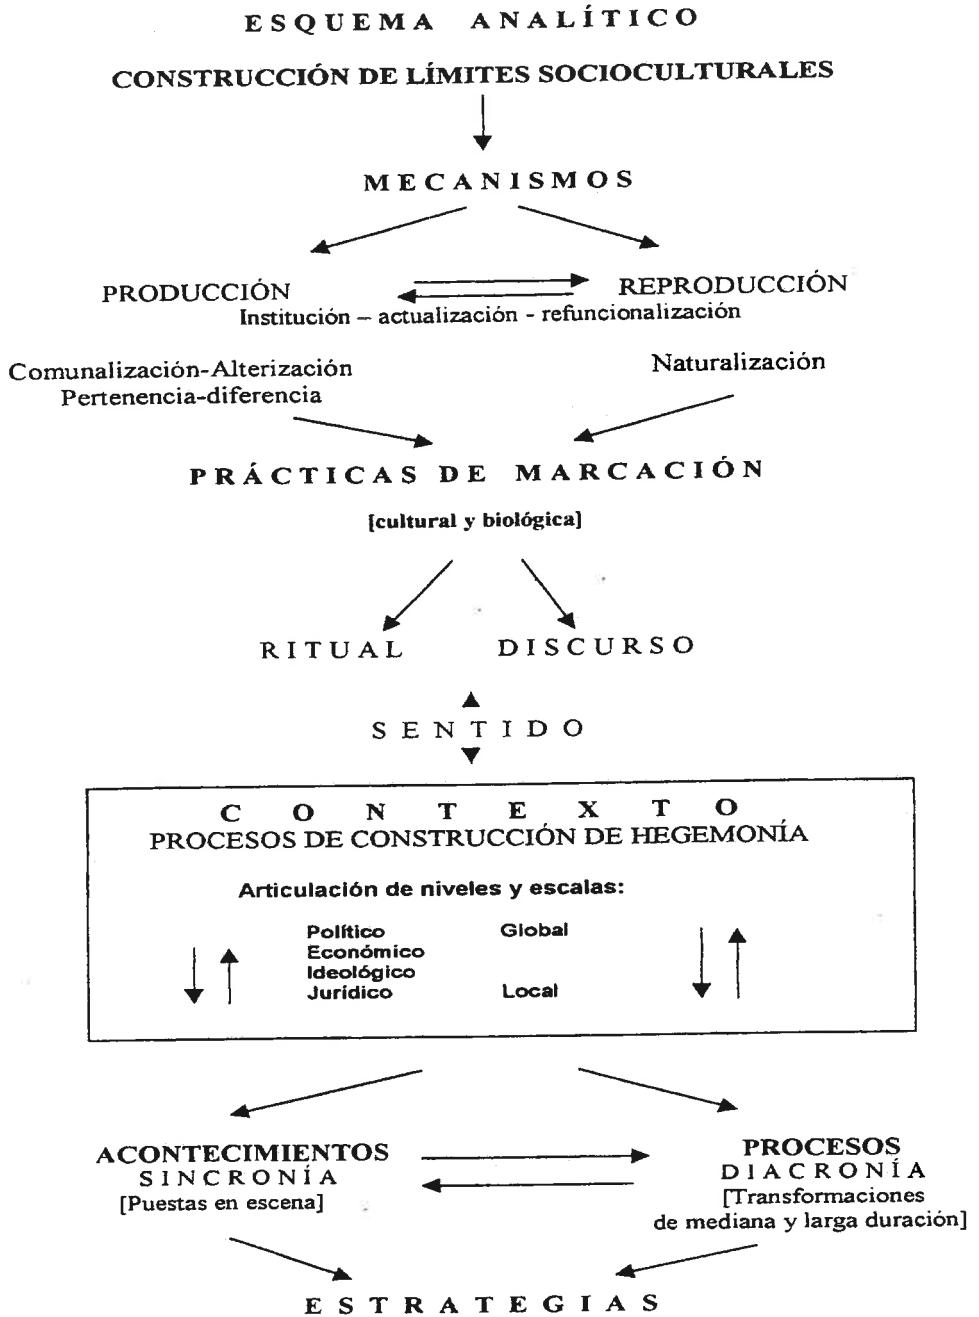 ESQUEMA ANALÍTICO
CONSTRUCCIÓN DE LÍMITES SOCIOCULTURALES
MECANISMOS
PRODUCCIÓN
REPRODUCCIÓN
Institución – actualización - refuncionalización
Comunalización-Alterización
Pertenencia-diferencia
Naturalización
PRÁCTICAS DE MARCACIÓN
[cultural y biológica]
RITUAL
DISCURSO
SENTIDO
CONTEXTO
PROCESOS DE CONSTRUCCIÓN DE HEGEMONÍA
Articulación de niveles y escalas:
Político
Económico
Ideológico
Jurídico
Global
Local
ACONTECIMIENTOS
SINCRONÍA
[Puestas en escena]
PROCESOS
DIACRONÍA
[Transformaciones
de mediana y larga duración]
ESTRATEGIAS